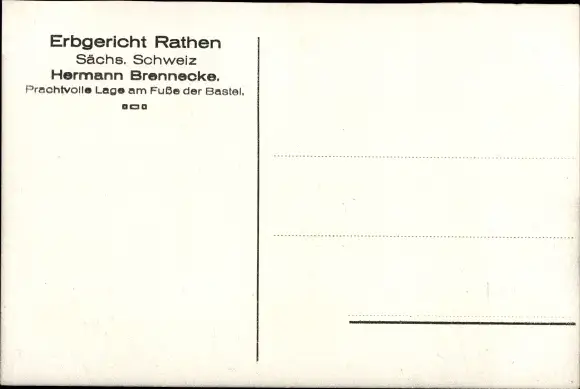 Erbgericht Rathen
Sächs. Schweiz
Hermann Brennecke.
Prachtvolle Lage am Fuße der Bastei.